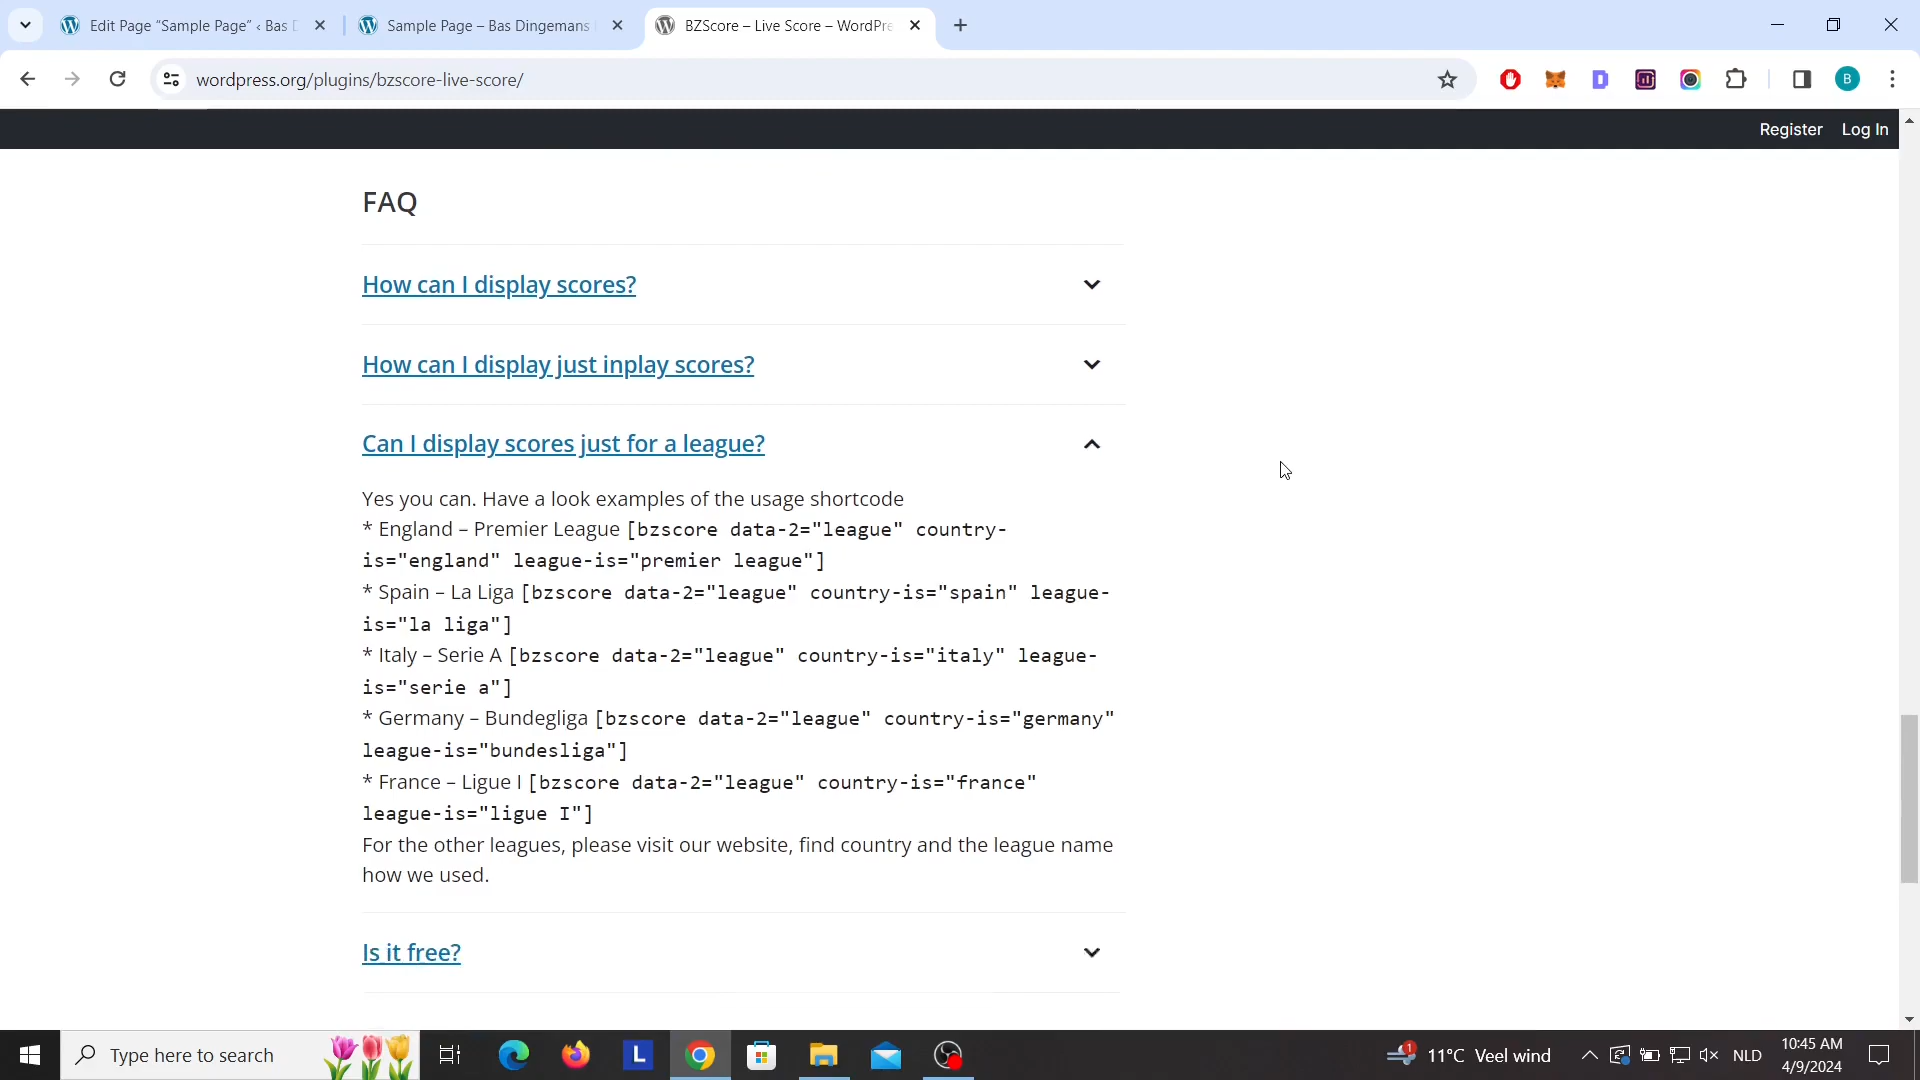 Edit Page “Sample Page” ‹ Bas D
Sample Page – Bas Dingemans
BZScore – Live Score – WordPre
wordpress.org/plugins/bzscore-live-score/
B
Register Log In
FAQ
How can I display scores?
How can I display just inplay scores?
Can I display scores just for a league?
Yes you can. Have a look examples of the usage shortcode
* England – Premier League [bzscore data-2="league" country-
is="england" league-is="premier league"]
* Spain – La Liga [bzscore data-2="league" country-is="spain" league-
is="la liga"]
* Italy – Serie A [bzscore data-2="league" country-is="italy" league-
is="serie a"]
* Germany – Bundegliga [bzscore data-2="league" country-is="germany"
league-is="bundesliga"]
* France – Ligue I [bzscore data-2="league" country-is="france"
league-is="ligue I"]
For the other leagues, please visit our website, find country and the league name
how we used.
Is it free?
Type here to search
L
1
11°C Veel wind
NLD
10:45 AM
4/9/2024